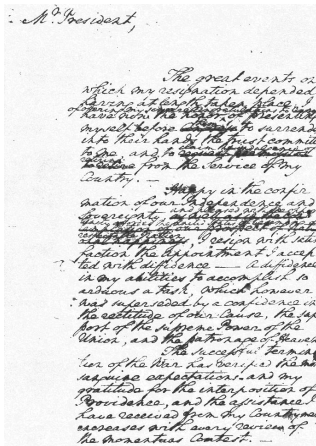 Mr. President,
The great events on
which my resignation depended
having at length taken place, I
have now the honor of presenting
myself before to surrender
into their hands the trust committed
to me, and to
from the Service of my
Country. —
Happy in the confir
mation of our Independence and
Sovereignty,
I resign with satis
faction the appointment I accep
ted with diffidence — A diffidence
in my abilities to accomplish so
arduous a task, which however
was superseded by a confidence in
the rectitude of our Cause, the sup
port of the supreme Power of the
Union, and the patronage of Heaven
The successful termin
ation of the War has verified the most
sanguine expectations — and my
gratitude for the interposition of
Providence, and the assistance I
have received from my Countrymen
encreases with every review of
the momentous Contest. —